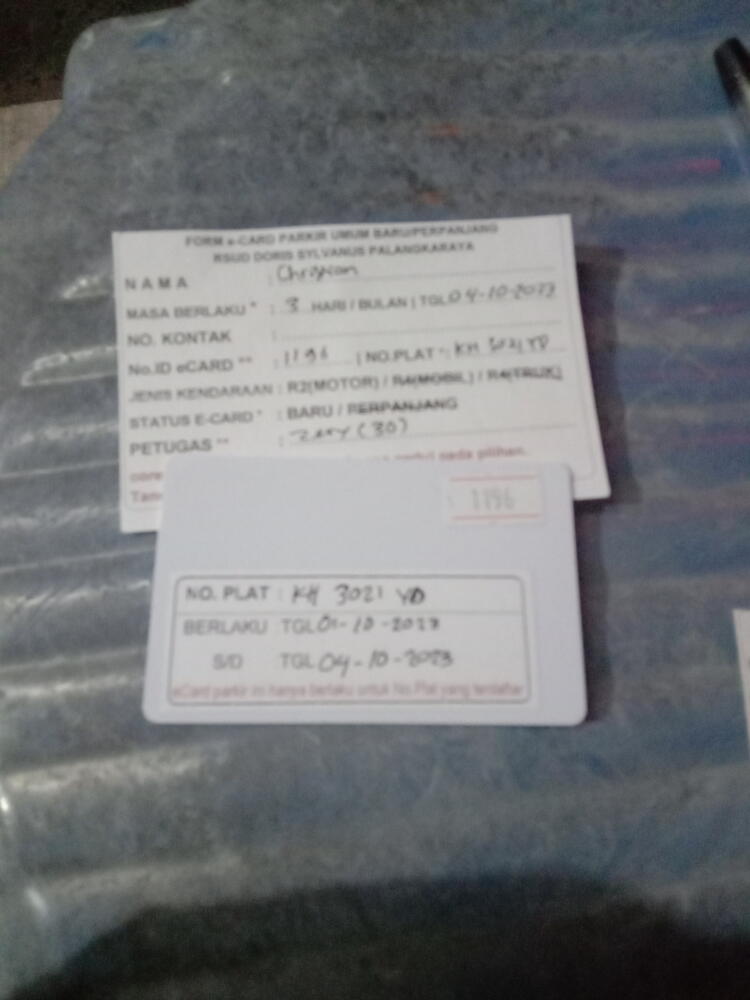 FORM e-CARD PARKIR UMUM BARU/PERPANJANG
RSUD DORIS SYLVANUS PALANGKARAYA
NAMA :
MASA BERLAKU * : 3 HARI / BULAN | TGL 04-10-2023
NO. KONTAK :
No.ID eCARD ** : 1196 | NO.PLAT * : KH 3021 YD
JENIS KENDARAAN : R2(MOTOR) / R4(MOBIL) / R4(TRUK)
STATUS E-CARD * : BARU / PERPANJANG
PETUGAS ** : (30)
pada pilihan.
1196
NO. PLAT : KH 3021 YD
BERLAKU TGL 01-10-2023
S/D TGL 04-10-2023
eCard parkir ini hanya berlaku untuk No.Plat yang terdaftar